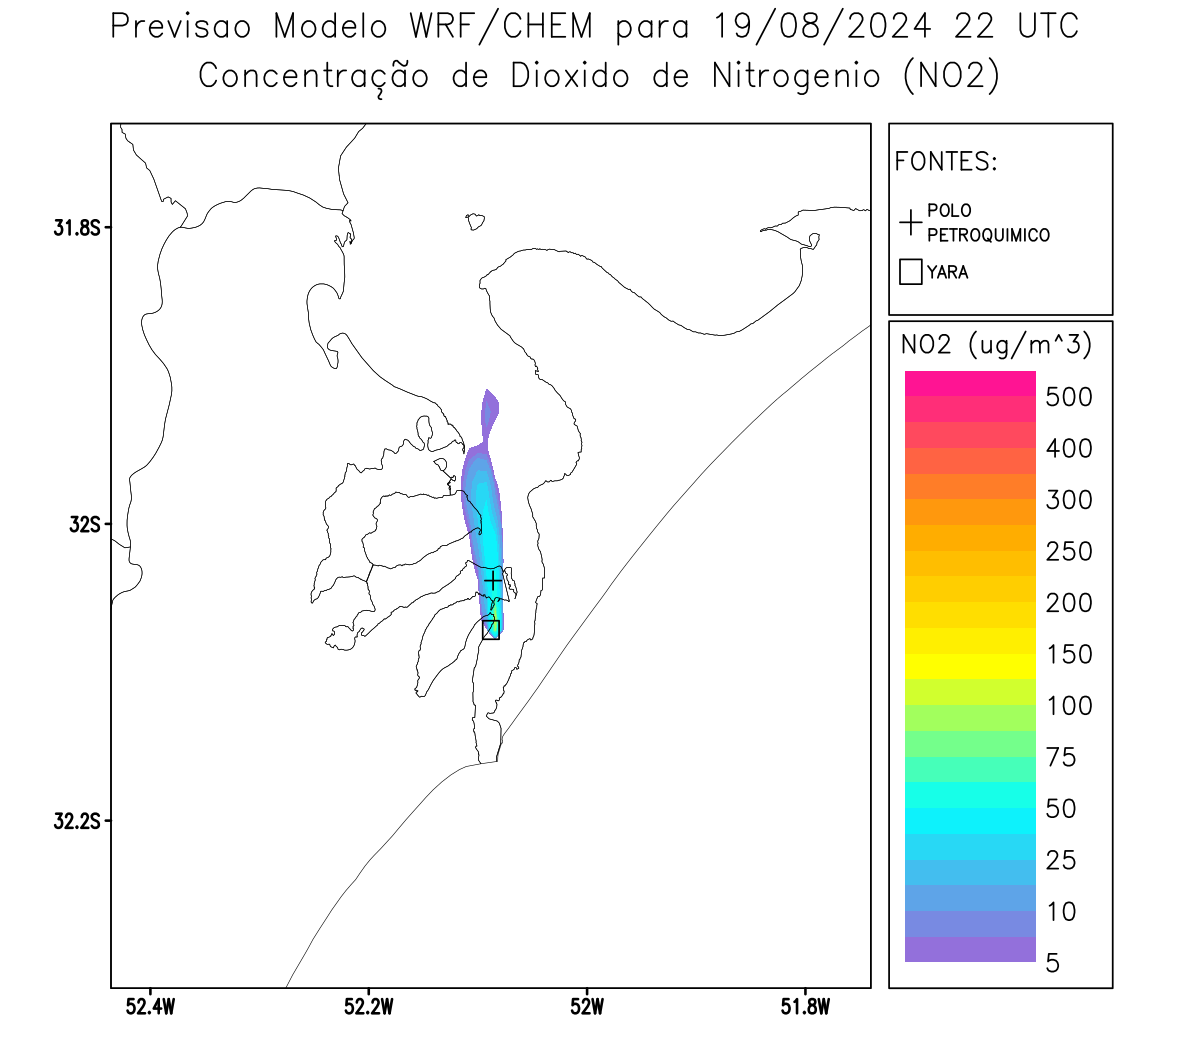 Previsao Modelo WRF/CHEM para 19/08/2024 22 UTC
Concentração de Dioxido de Nitrogenio (NO2)
FONTES:
POLO
PETROQUIMICO
YARA
NO2 (ug/m^3)
500
400
300
250
200
150
100
75
50
25
10
5
31.8S
32S
32.2S
52.4W
52.2W
52W
51.8W